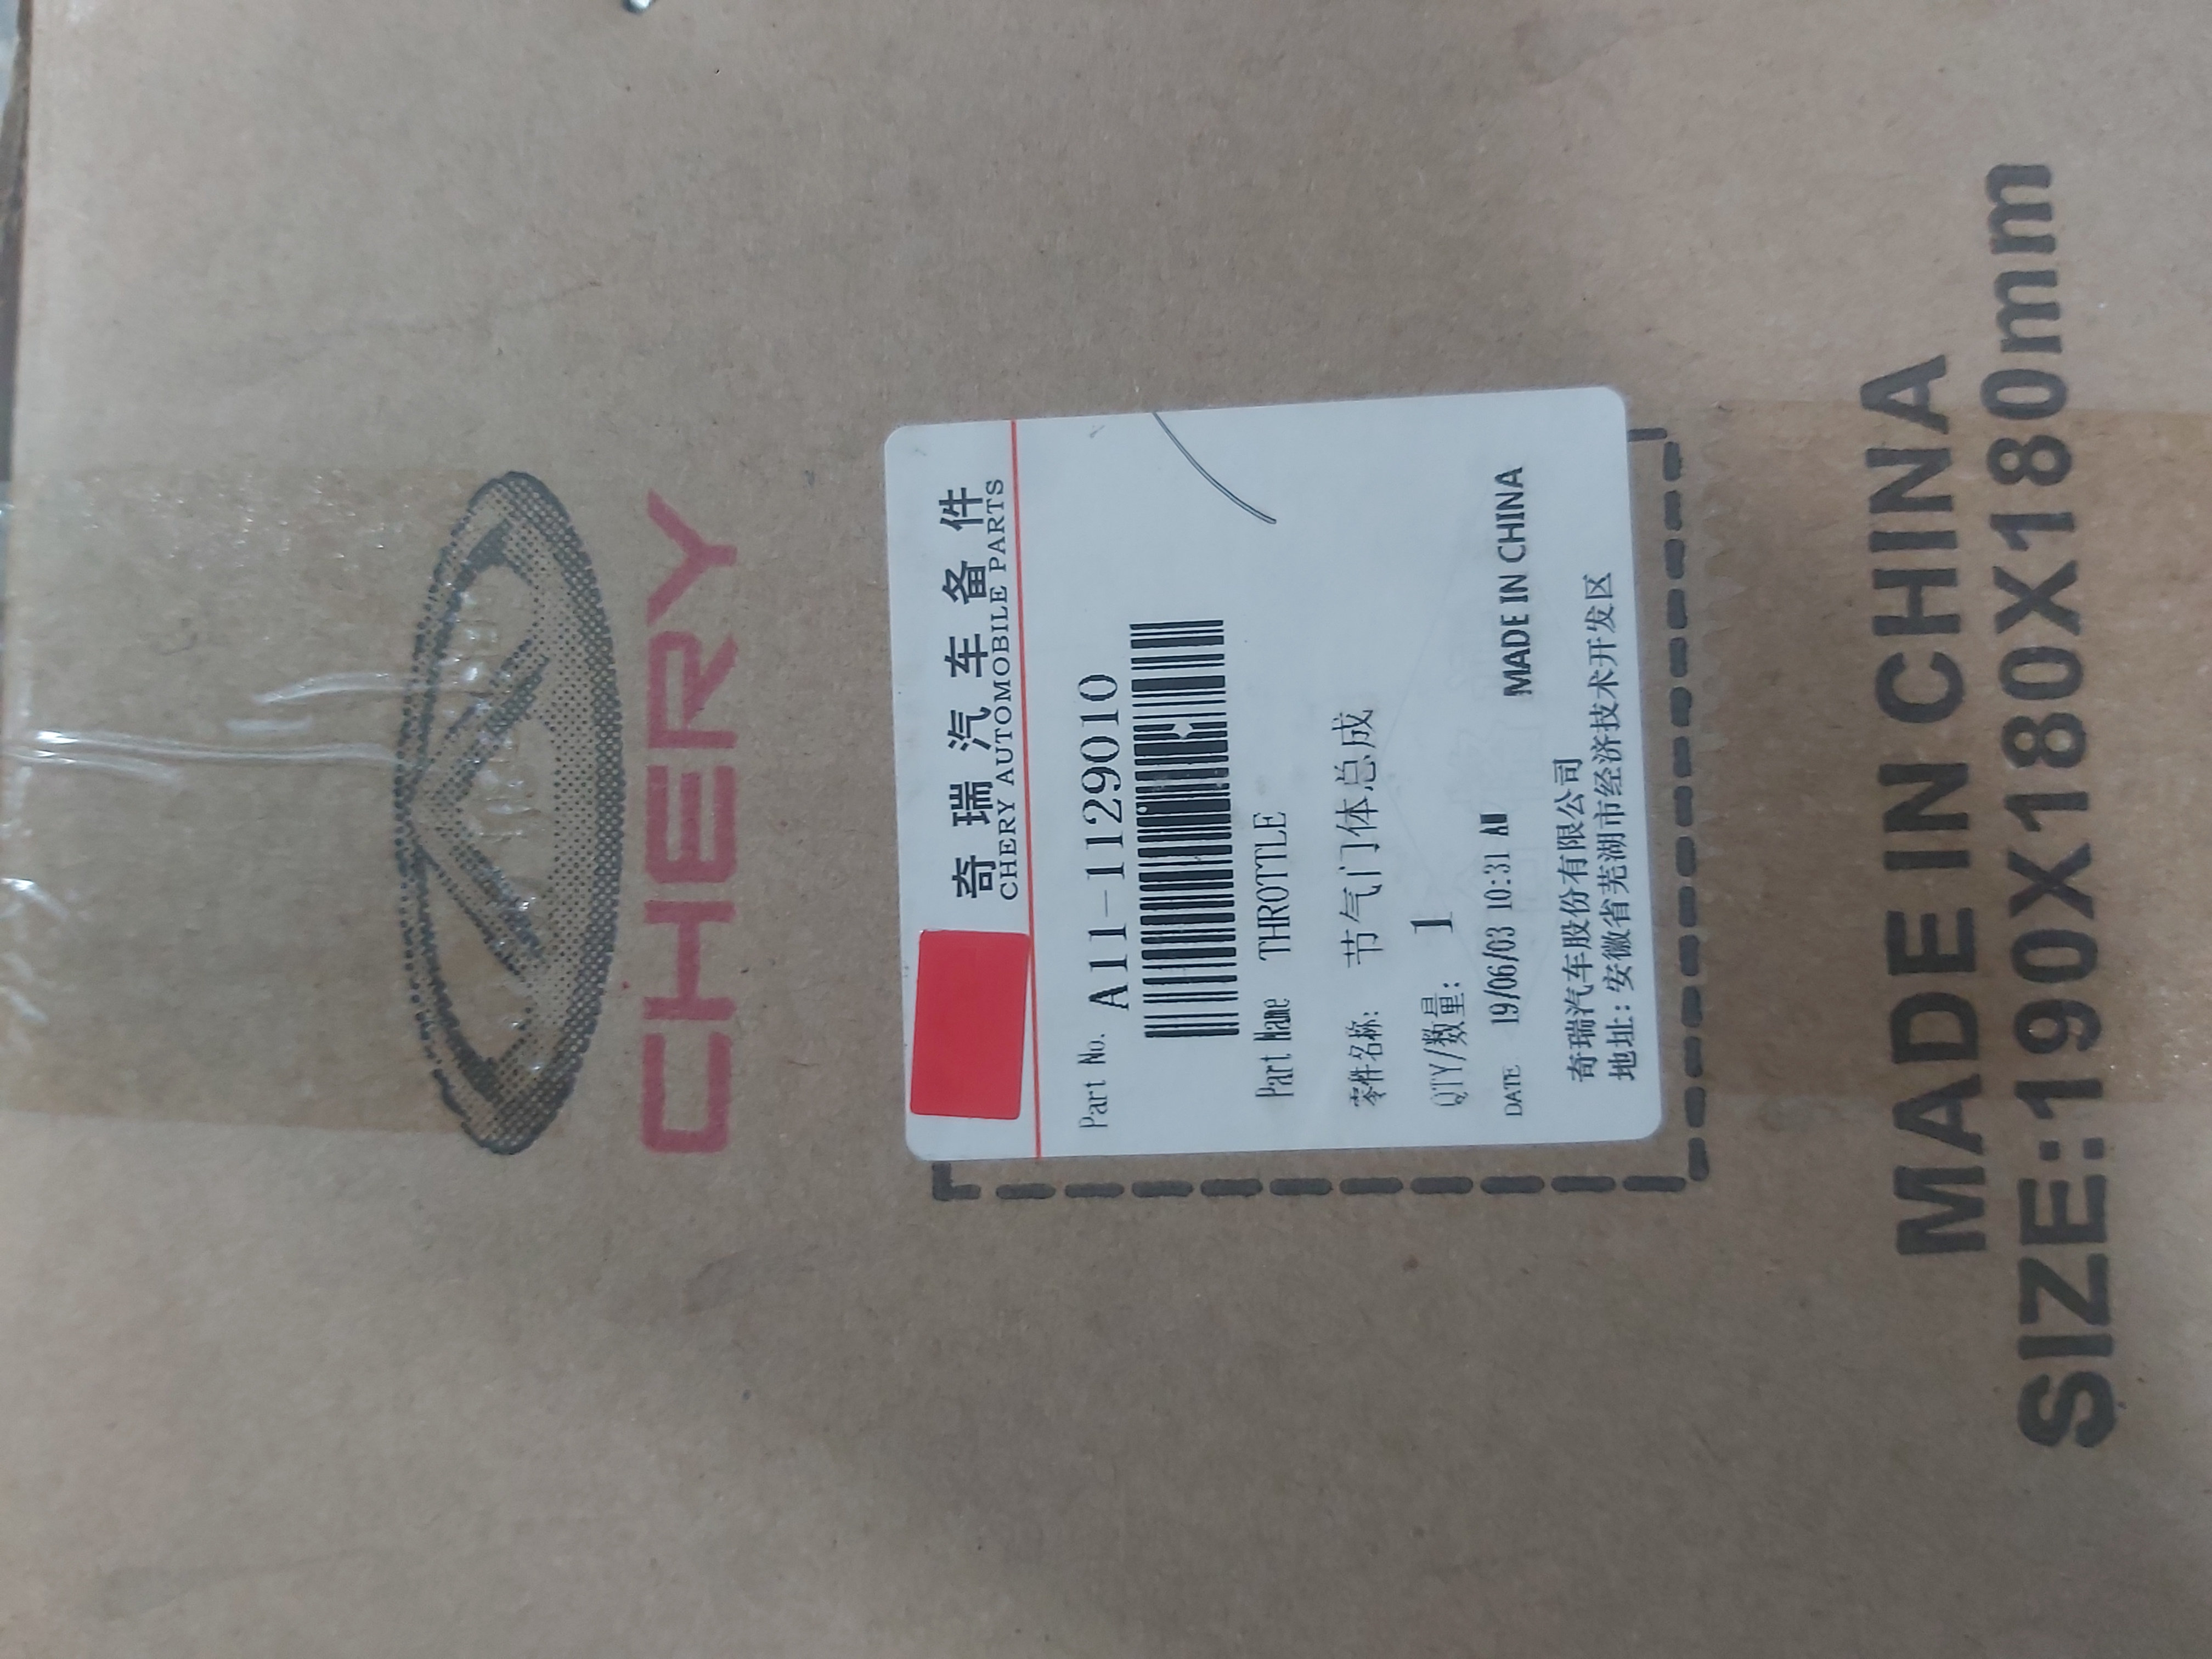 CHERY
奇瑞汽车备件
CHERY AUTOMOBILE PARTS
Part No. A11-1129010
Part Name THROTTLE
零件名称: 节气门体总成
QTY/数量: 1
DATE 19/06/03 10:31 AM MADE IN CHINA
奇瑞汽车股份有限公司
地址:安徽省芜湖市经济技术开发区
MADE IN CHINA
SIZE:190X180X180mm